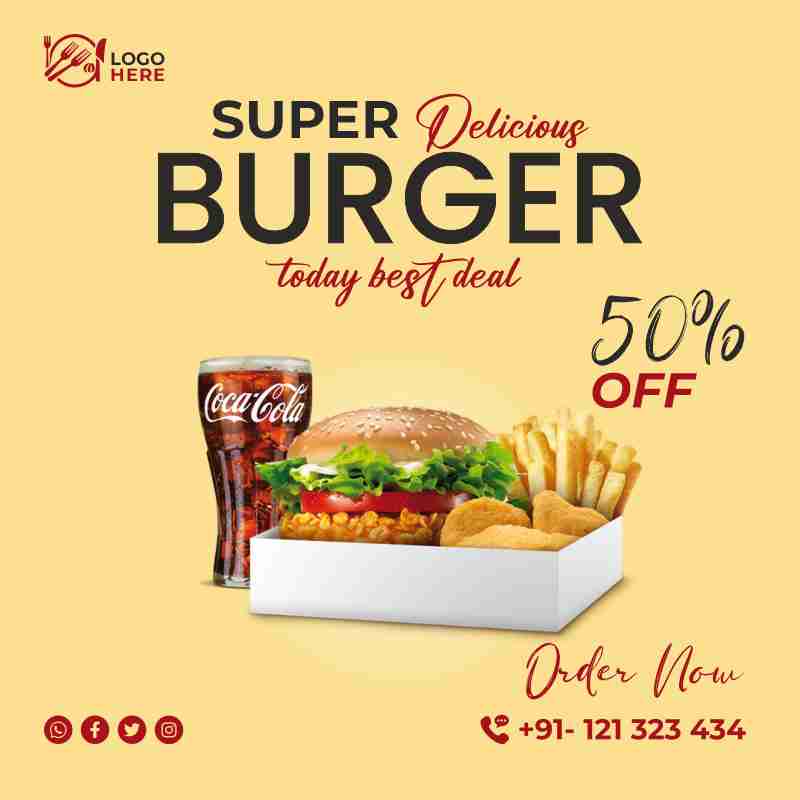 LOGO
HERE
SUPER Delicious
BURGER
today best deal
50%
OFF
Coca-Cola
Order Now
+91- 121 323 434